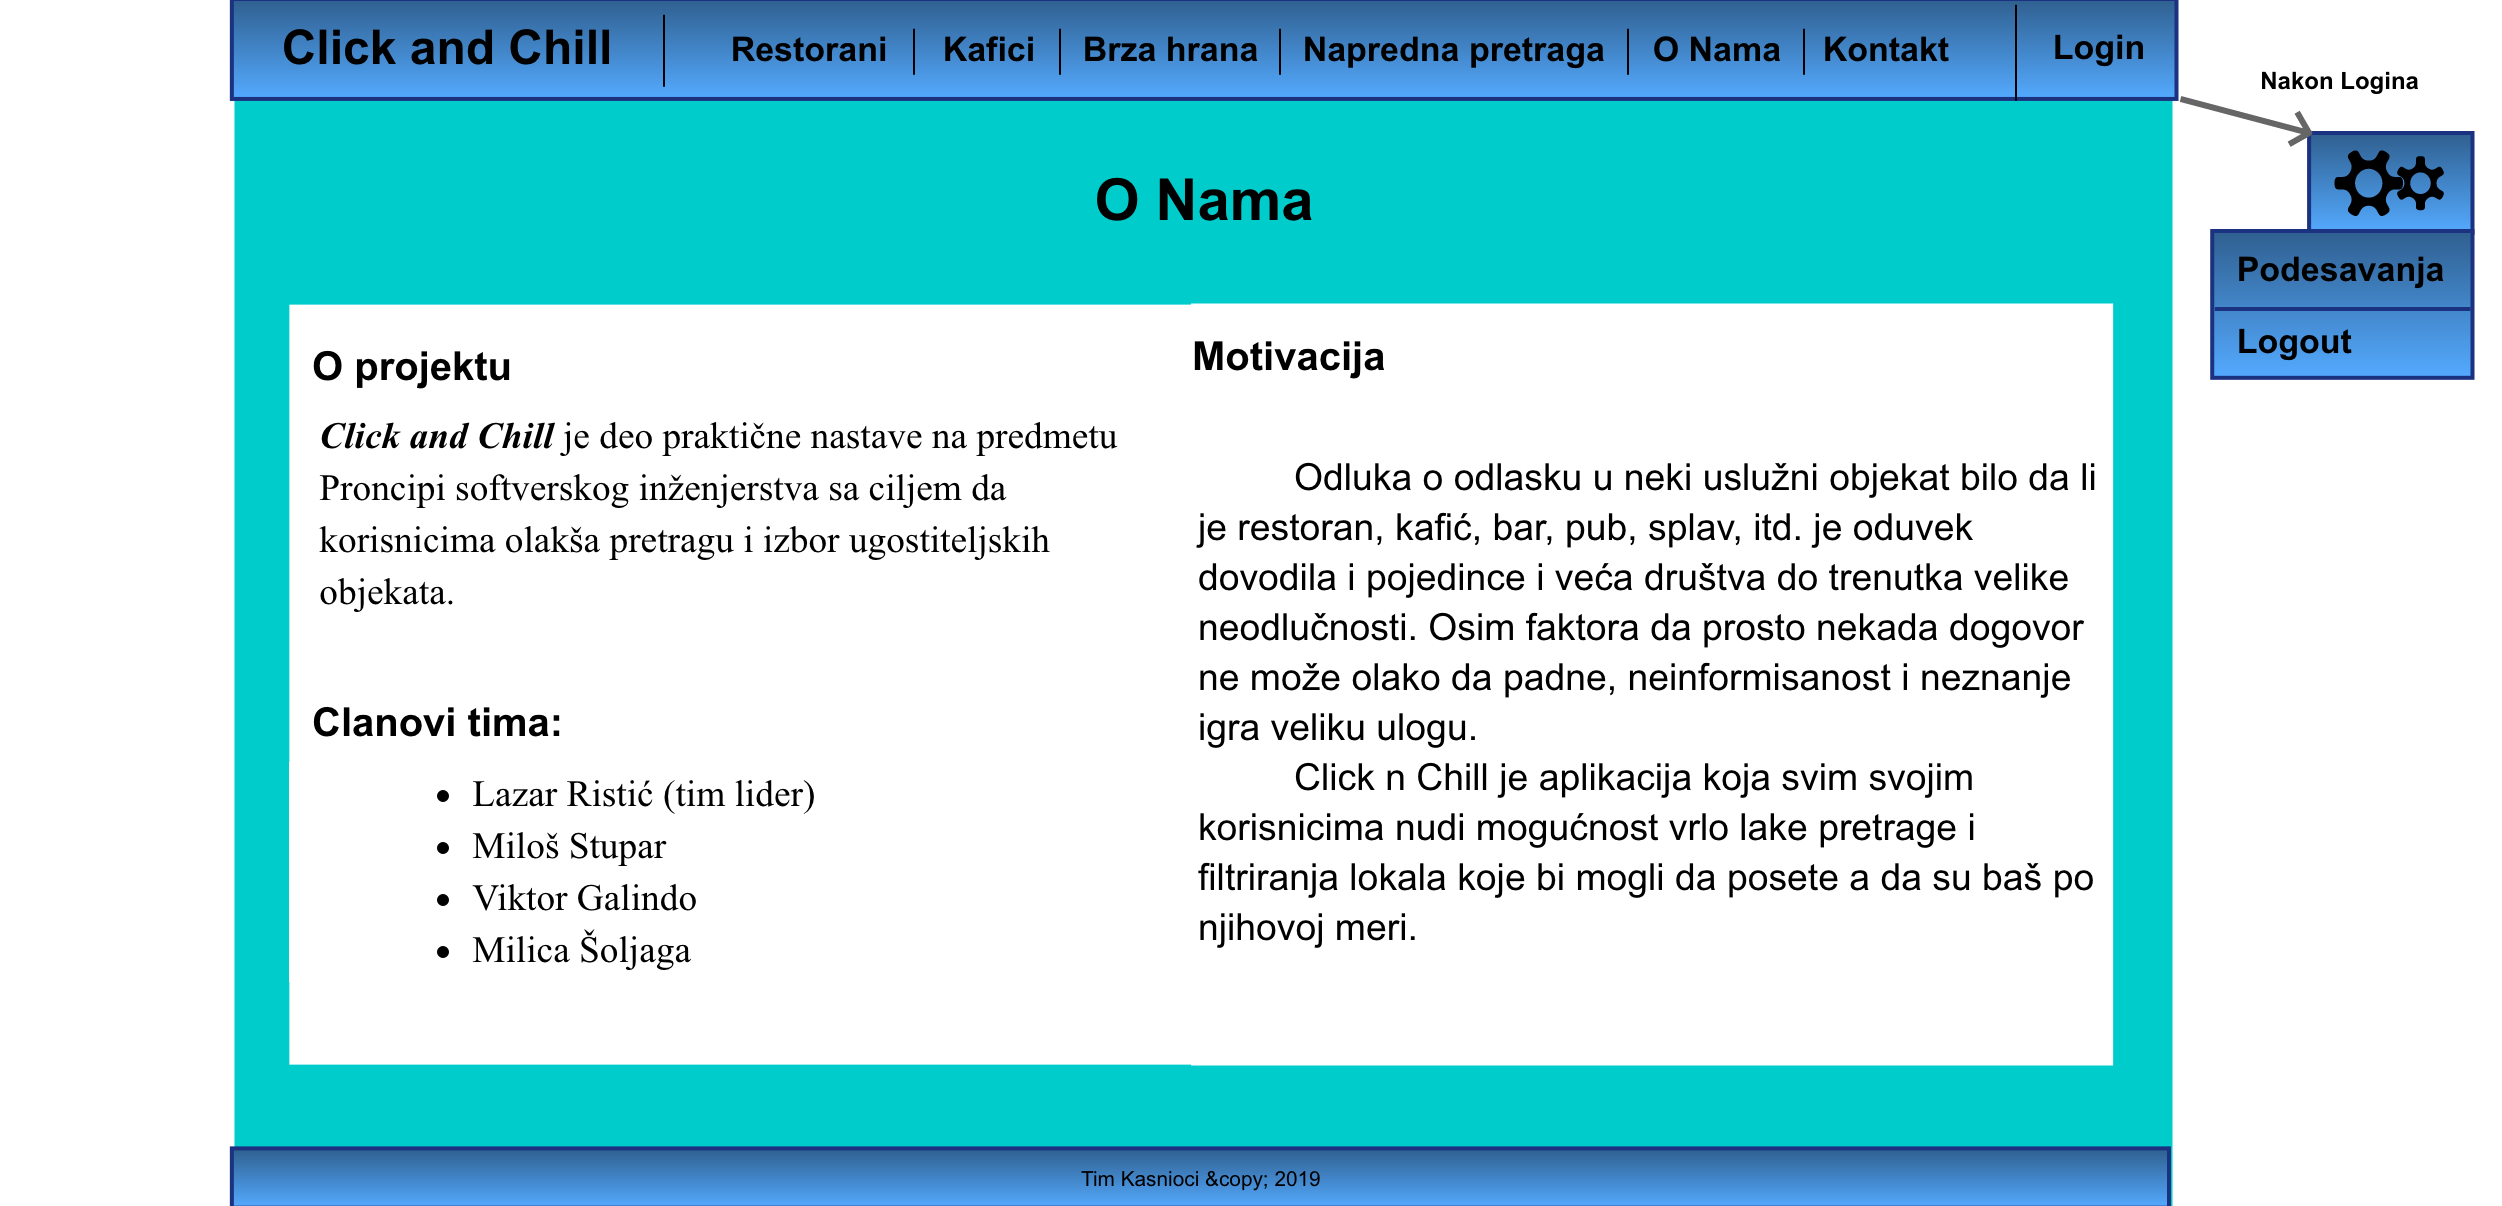 Click and Chill
Restorani
Kafici
Brza hrana
Napredna pretraga
O Nama
Kontakt
Login
Nakon Logina
Podesavanja
Logout
O Nama
O projektu
Click and Chill je deo praktične nastave na predmetu
Proncipi softverskog inženjerstva sa ciljem da
korisnicima olakša pretragu i izbor ugostiteljskih
objekata.
Clanovi tima:
• Lazar Ristić (tim lider)
• Miloš Stupar
• Viktor Galindo
• Milica Šoljaga
Motivacija
Odluka o odlasku u neki uslužni objekat bilo da li
je restoran, kafić, bar, pub, splav, itd. je oduvek
dovodila i pojedince i veća društva do trenutka velike
neodlučnosti. Osim faktora da prosto nekada dogovor
ne može olako da padne, neinformisanost i neznanje
igra veliku ulogu.
Click n Chill je aplikacija koja svim svojim
korisnicima nudi mogućnost vrlo lake pretrage i
filtriranja lokala koje bi mogli da posete a da su baš po
njihovoj meri.
Tim Kasnioci &copy; 2019